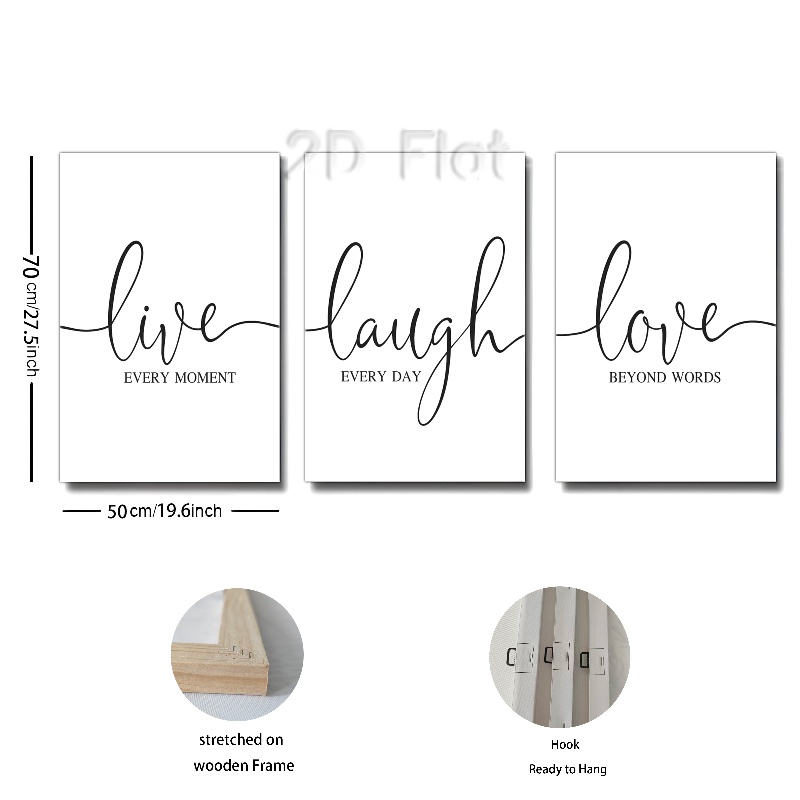 2D Flat
live
EVERY MOMENT
laugh
EVERY DAY
love
BEYOND WORDS
70 cm/27.5inch
50cm/19.6inch
stretched on
wooden Frame
Hook
Ready to Hang